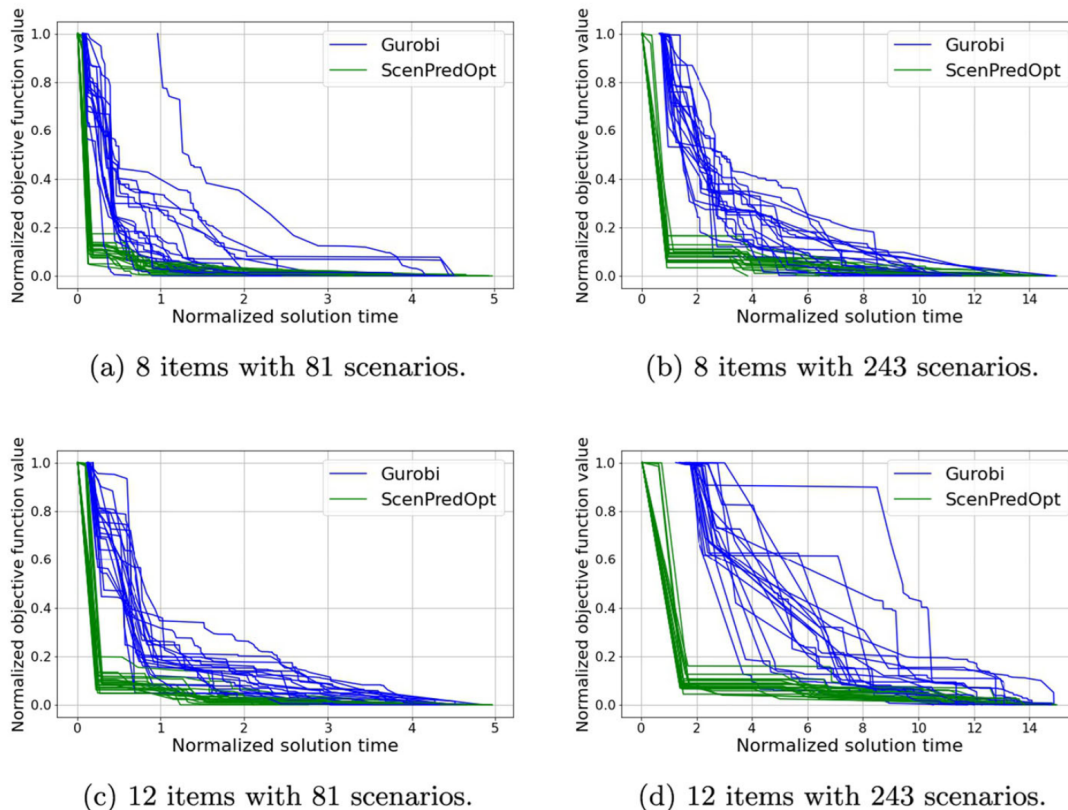 Normalized objective function value
1.0
0.8
0.6
0.4
0.2
0.0
Gurobi
ScenPredOpt
0 1 2 3 4 5
Normalized solution time
(a) 8 items with 81 scenarios.
Normalized objective function value
1.0
0.8
0.6
0.4
0.2
0.0
Gurobi
ScenPredOpt
0 2 4 6 8 10 12 14
Normalized solution time
(b) 8 items with 243 scenarios.
Normalized objective function value
1.0
0.8
0.6
0.4
0.2
0.0
Gurobi
ScenPredOpt
0 1 2 3 4 5
Normalized solution time
(c) 12 items with 81 scenarios.
Normalized objective function value
1.0
0.8
0.6
0.4
0.2
0.0
Gurobi
ScenPredOpt
0 2 4 6 8 10 12 14
Normalized solution time
(d) 12 items with 243 scenarios.